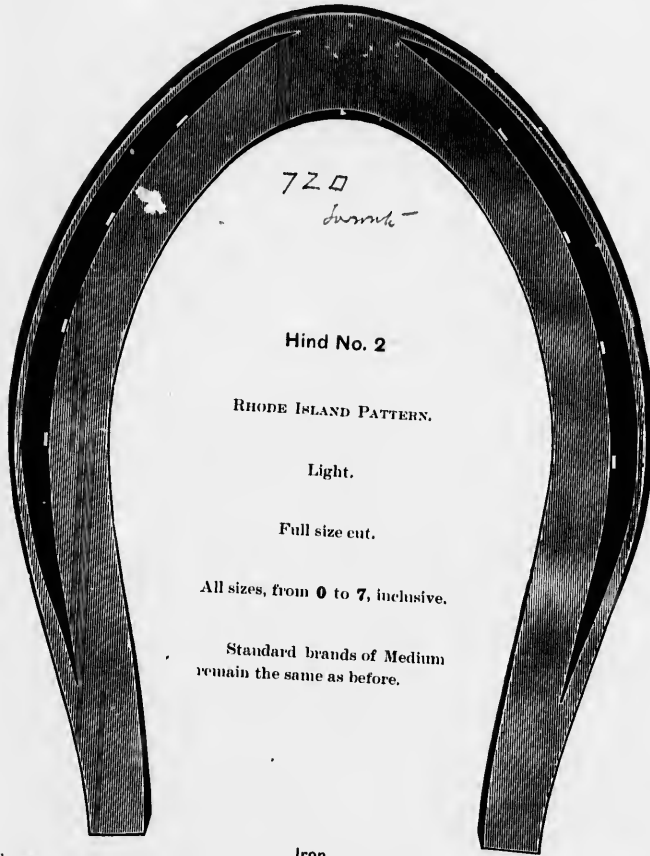 720
Hind No. 2
RHODE ISLAND PATTERN.
Light.
Full size cut.
All sizes, from 0 to 7, inclusive.
Standard brands of Medium
remain the same as before.
Iron